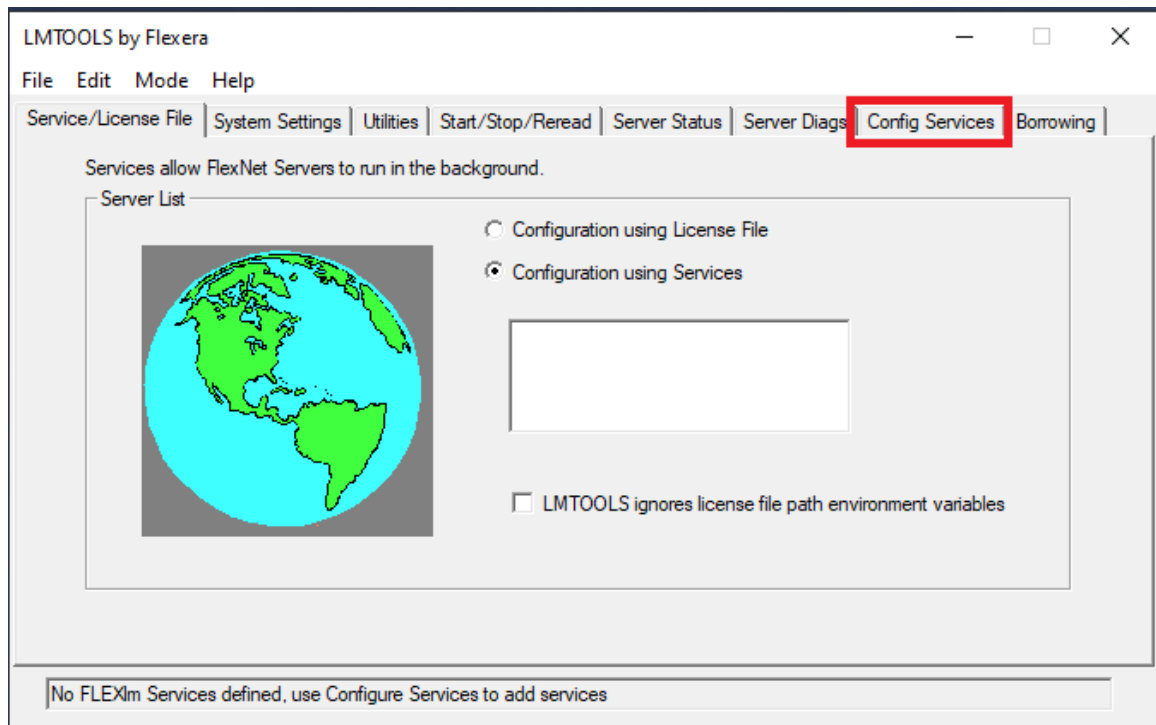 LMTOOLS by Flexera
File Edit Mode Help
Service/License File System Settings Utilities Start/Stop/Reread Server Status Server Diags Config Services Borrowing
Services allow FlexNet Servers to run in the background.
Server List
Configuration using License File
Configuration using Services
LMTOOLS ignores license file path environment variables
No FLEXlm Services defined, use Configure Services to add services